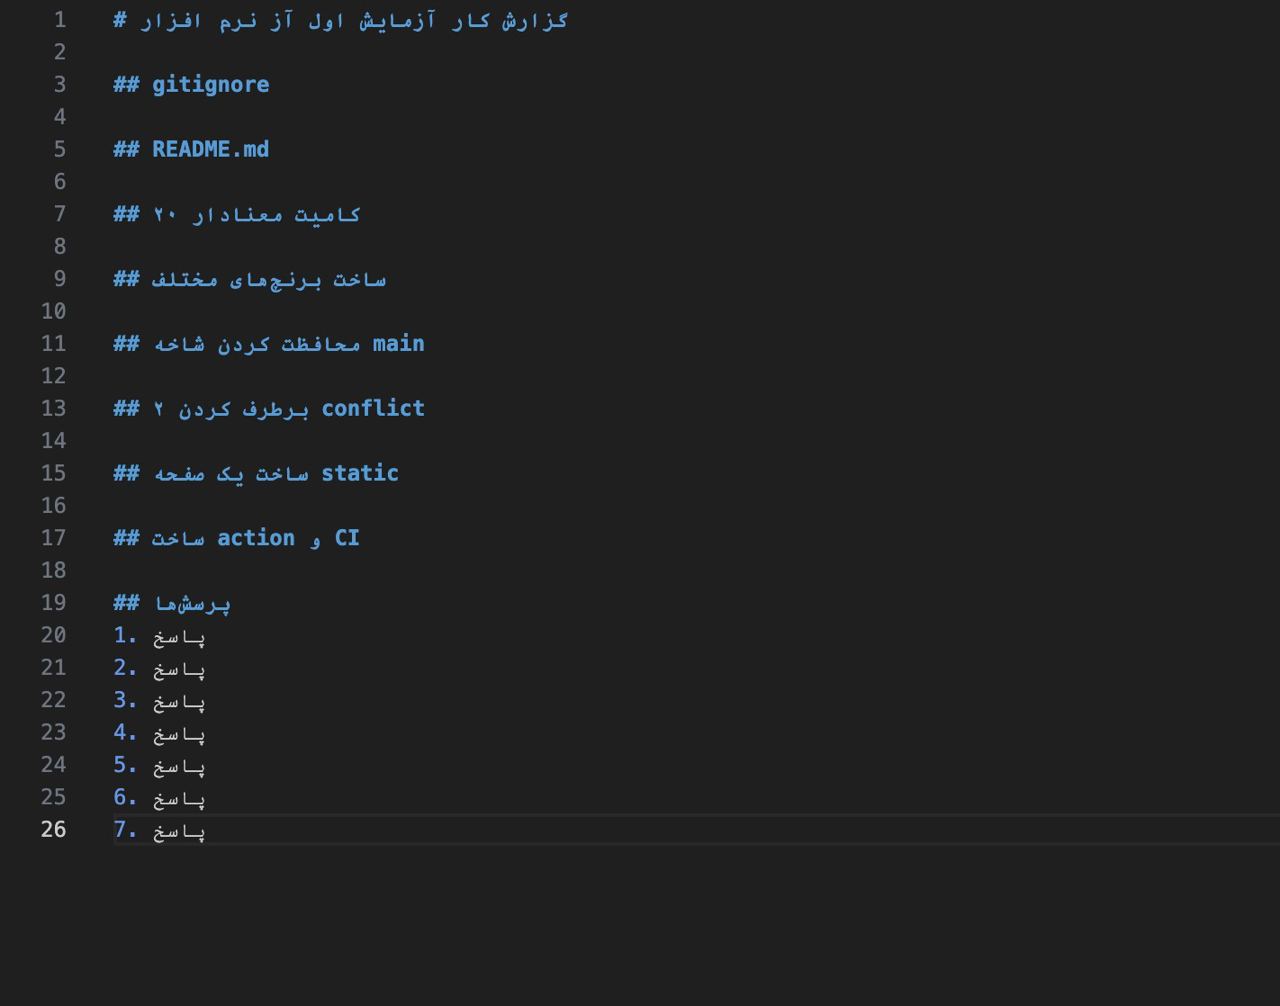 1 # گزارش کار آزمایش اول آز نرم افزار
2
3 ## gitignore
4
5 ## README.md
6
7 ## ۲۰ کامیت معنادار
8
9 ## ساخت برنچ‌های مختلف
10
11 ## محافظت کردن شاخه main
12
13 ## برطرف کردن ۲ conflict
14
15 ## ساخت یک صفحه static
16
17 ## ساخت action و CI
18
19 ## پرسش‌ها
20 1. پاسخ
21 2. پاسخ
22 3. پاسخ
23 4. پاسخ
24 5. پاسخ
25 6. پاسخ
26 7. پاسخ